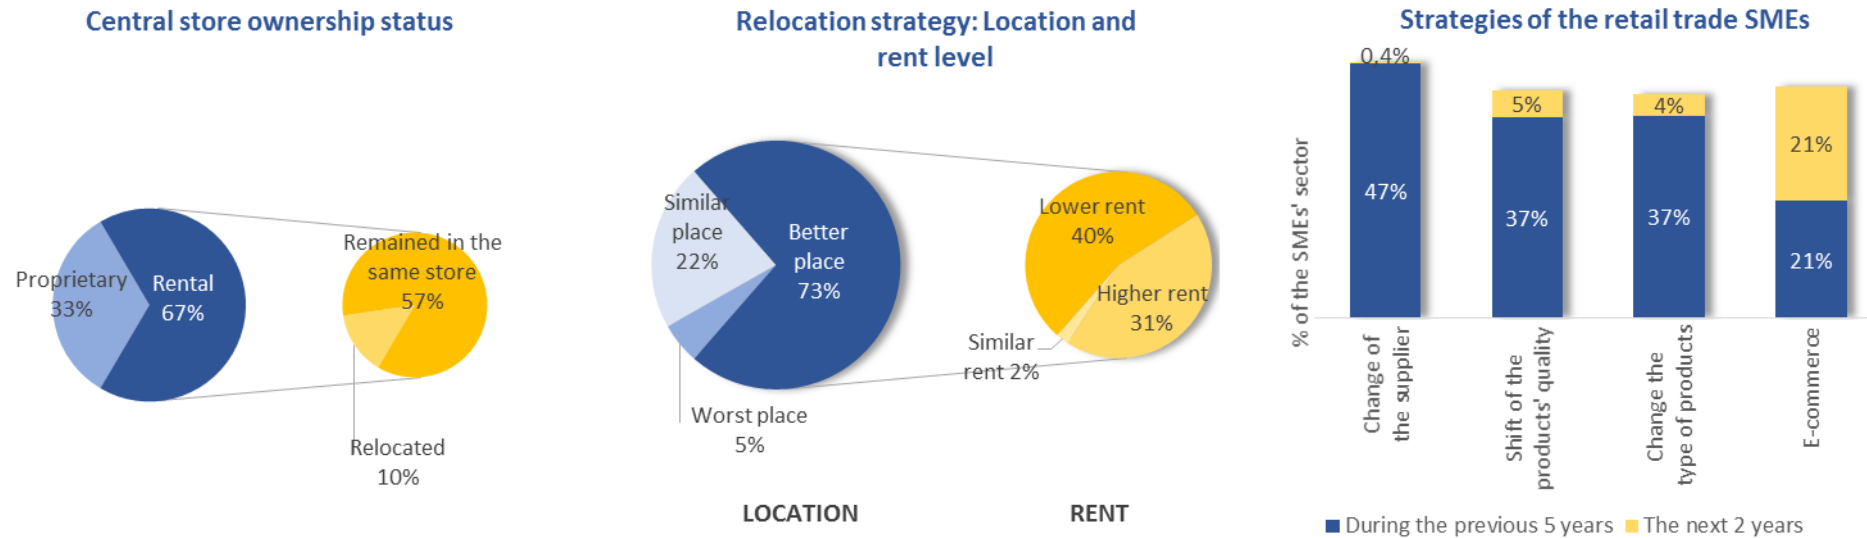 Central store ownership status
Proprietary
33%
Rental
67%
Remained in the
same store
57%
Relocated
10%
Relocation strategy: Location and
rent level
Similar
place
22%
Better
place
73%
Worst place
5%
Lower rent
40%
Higher rent
31%
Similar
rent 2%
LOCATION
RENT
Strategies of the retail trade SMEs
% of the SMEs' sector
0,4%
47%
5%
37%
4%
37%
21%
21%
Change of
the supplier
Shift of the
products' quality
Change the
type of products
E-commerce
During the previous 5 years
The next 2 years